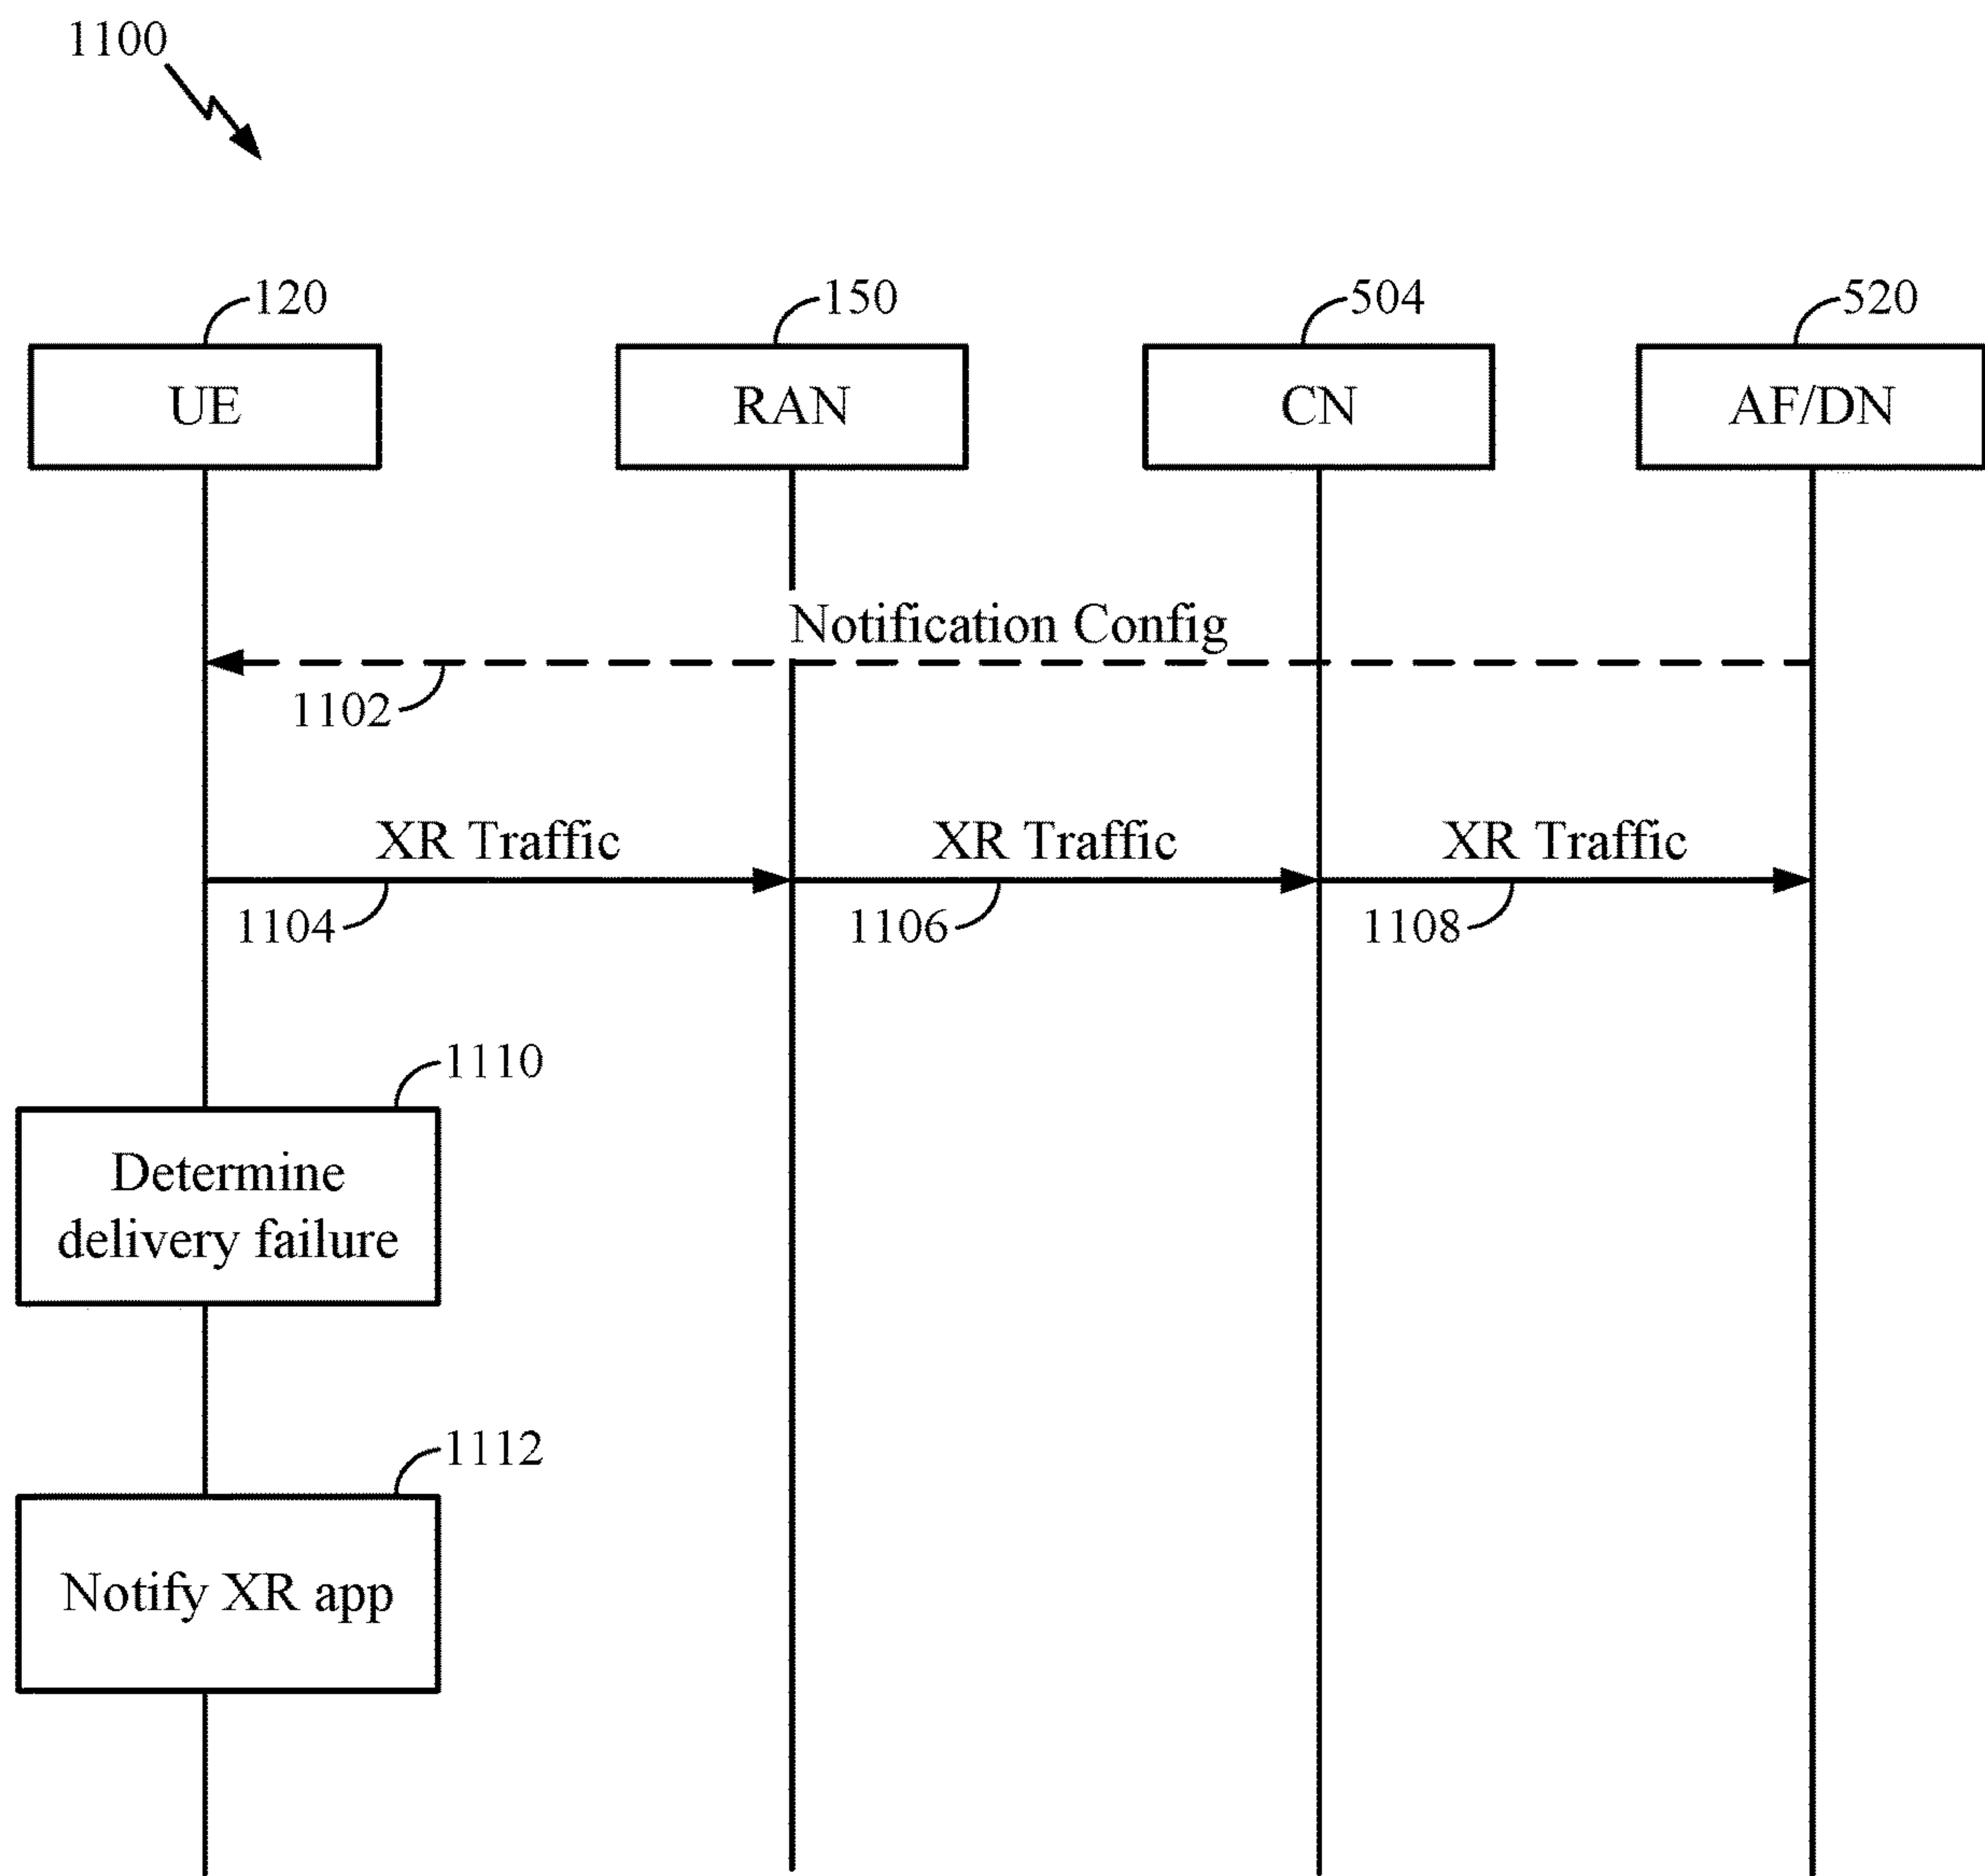 1100
120
150
504
520
UE
RAN
CN
AF/DN
Notification Config
1102
XR Traffic
XR Traffic
XR Traffic
1104
1106
1108
1110
Determine
delivery failure
1112
Notify XR app